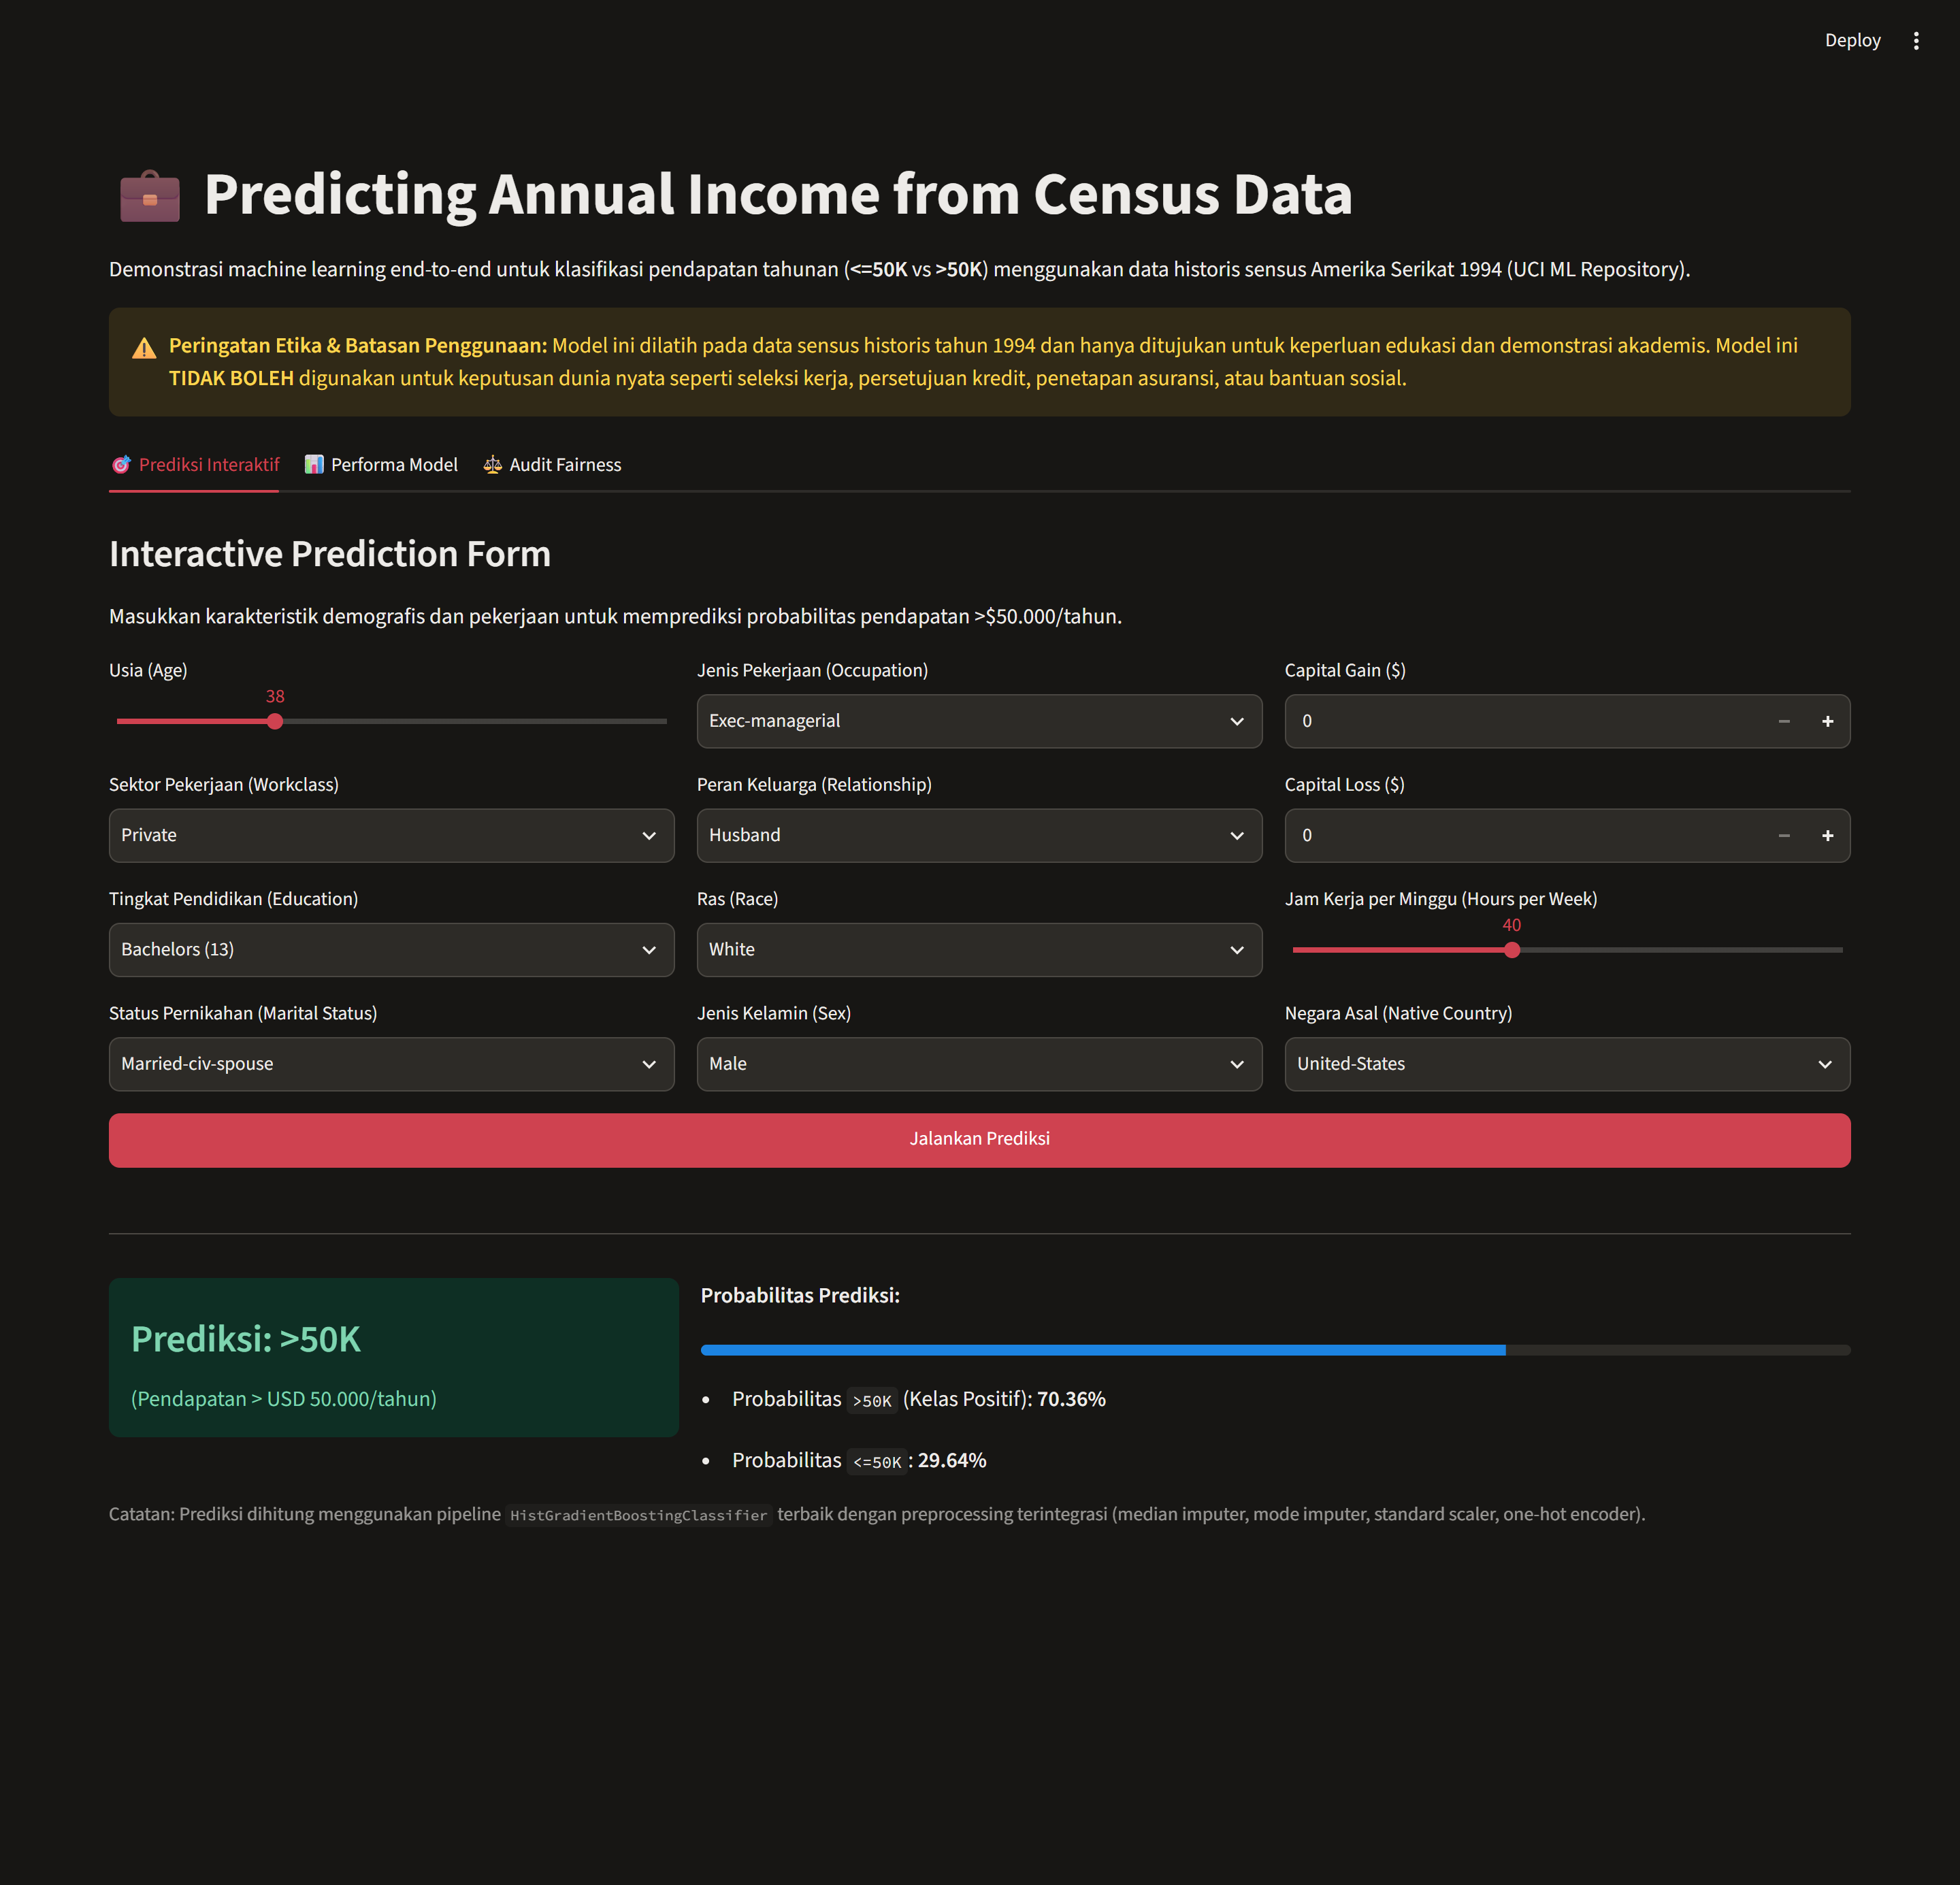 Deploy
Predicting Annual Income from Census Data
Demonstrasi machine learning end-to-end untuk klasifikasi pendapatan tahunan (<=50K vs >50K) menggunakan data historis sensus Amerika Serikat 1994 (UCI ML Repository).
Peringatan Etika & Batasan Penggunaan: Model ini dilatih pada data sensus historis tahun 1994 dan hanya ditujukan untuk keperluan edukasi dan demonstrasi akademis. Model ini
TIDAK BOLEH digunakan untuk keputusan dunia nyata seperti seleksi kerja, persetujuan kredit, penetapan asuransi, atau bantuan sosial.
Prediksi Interaktif Performa Model Audit Fairness
Interactive Prediction Form
Masukkan karakteristik demografis dan pekerjaan untuk memprediksi probabilitas pendapatan >$50.000/tahun.
Usia (Age) Jenis Pekerjaan (Occupation) Capital Gain ($)
38
Exec-managerial 0
Sektor Pekerjaan (Workclass) Peran Keluarga (Relationship) Capital Loss ($)
Private Husband 0
Tingkat Pendidikan (Education) Ras (Race) Jam Kerja per Minggu (Hours per Week)
40
Bachelors (13) White
Status Pernikahan (Marital Status) Jenis Kelamin (Sex) Negara Asal (Native Country)
Married-civ-spouse Male United-States
Jalankan Prediksi
Prediksi: >50K
(Pendapatan > USD 50.000/tahun)
Probabilitas Prediksi:
• Probabilitas >50K (Kelas Positif): 70.36%
• Probabilitas <=50K : 29.64%
Catatan: Prediksi dihitung menggunakan pipeline HistGradientBoostingClassifier terbaik dengan preprocessing terintegrasi (median imputer, mode imputer, standard scaler, one-hot encoder).